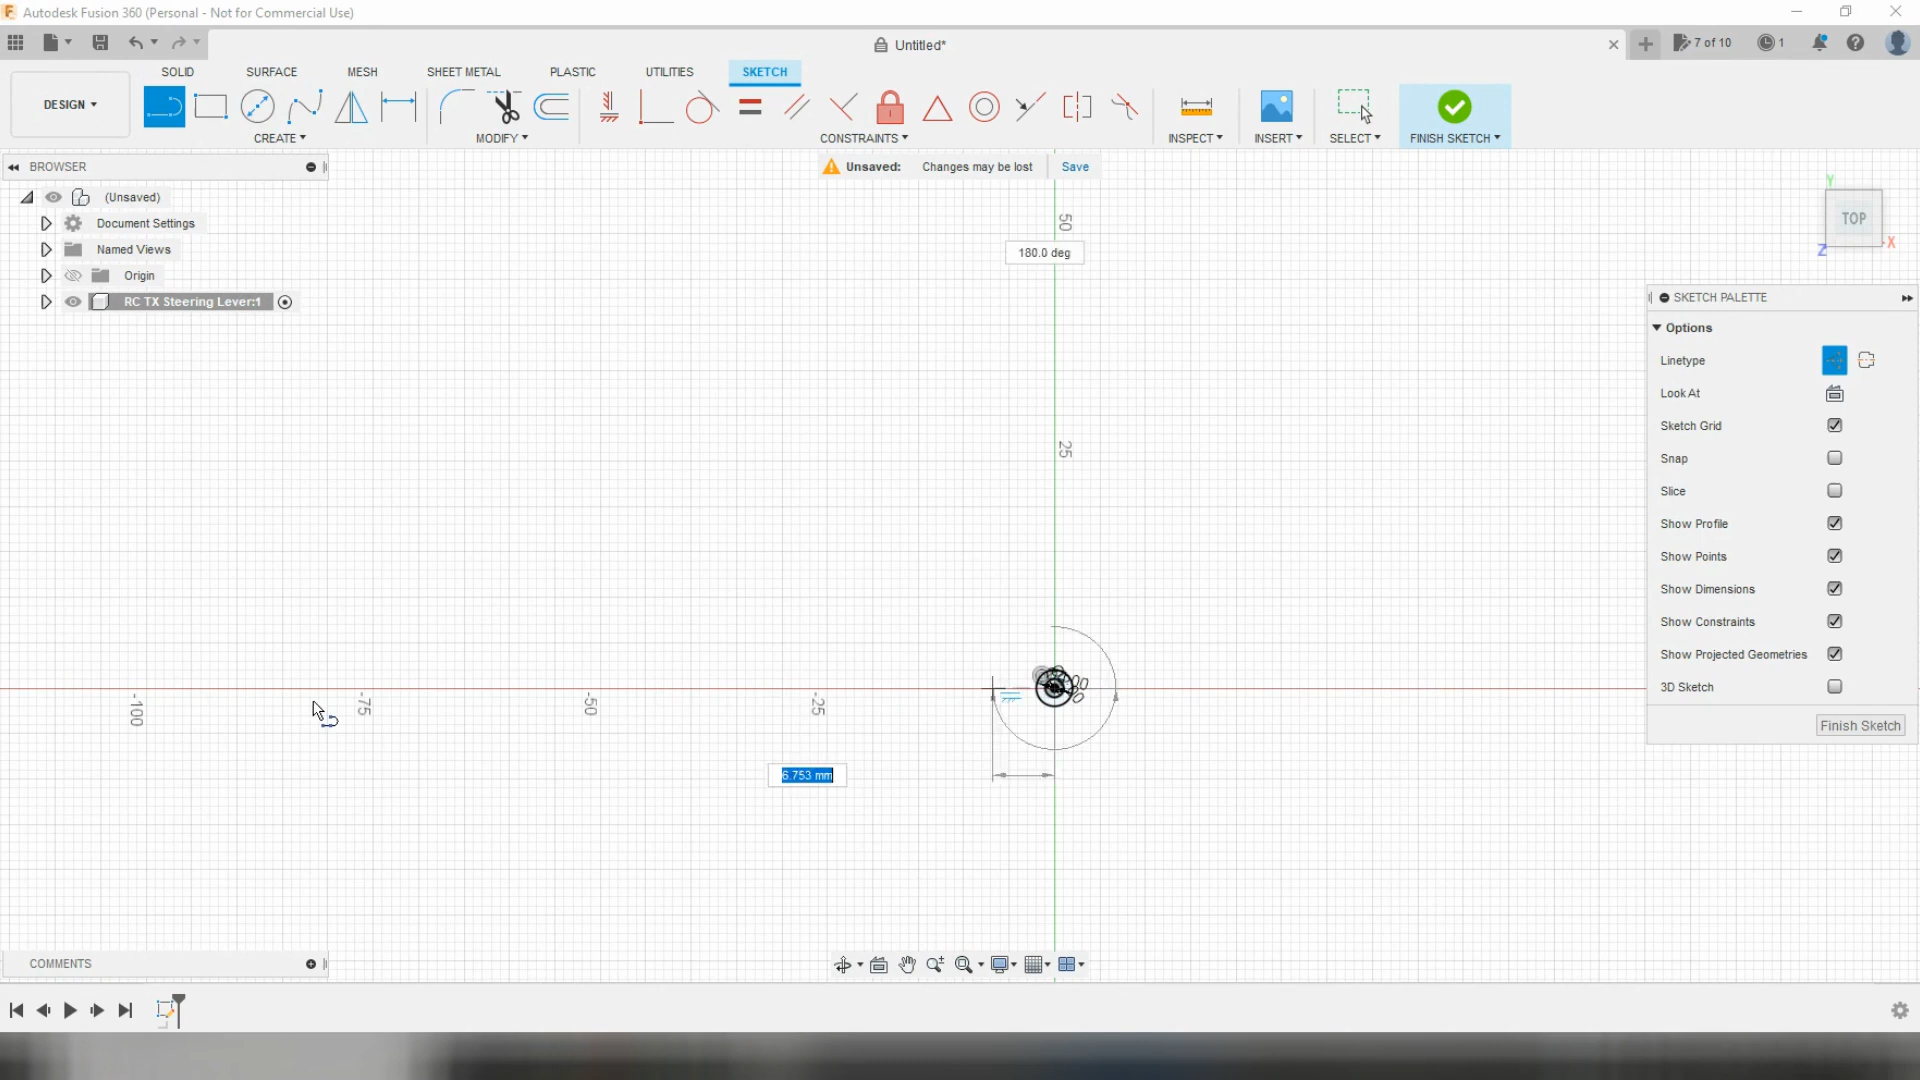 Autodesk Fusion 360 (Personal - Not for Commercial Use)
Untitled*
7 of 10
1
DESIGN
SOLID
SURFACE
MESH
SHEET METAL
PLASTIC
UTILITIES
SKETCH
CREATE
MODIFY
CONSTRAINTS
INSPECT
INSERT
SELECT
FINISH SKETCH
BROWSER
Unsaved: Changes may be lost Save
(Unsaved)
Document Settings
Named Views
Origin
RC TX Steering Lever:1
50
180.0 deg
25
-100
-75
-50
-25
6.753 mm
Y
TOP
X
Z
SKETCH PALETTE
Options
Linetype
Look At
Sketch Grid
Snap
Slice
Show Profile
Show Points
Show Dimensions
Show Constraints
Show Projected Geometries
3D Sketch
Finish Sketch
COMMENTS